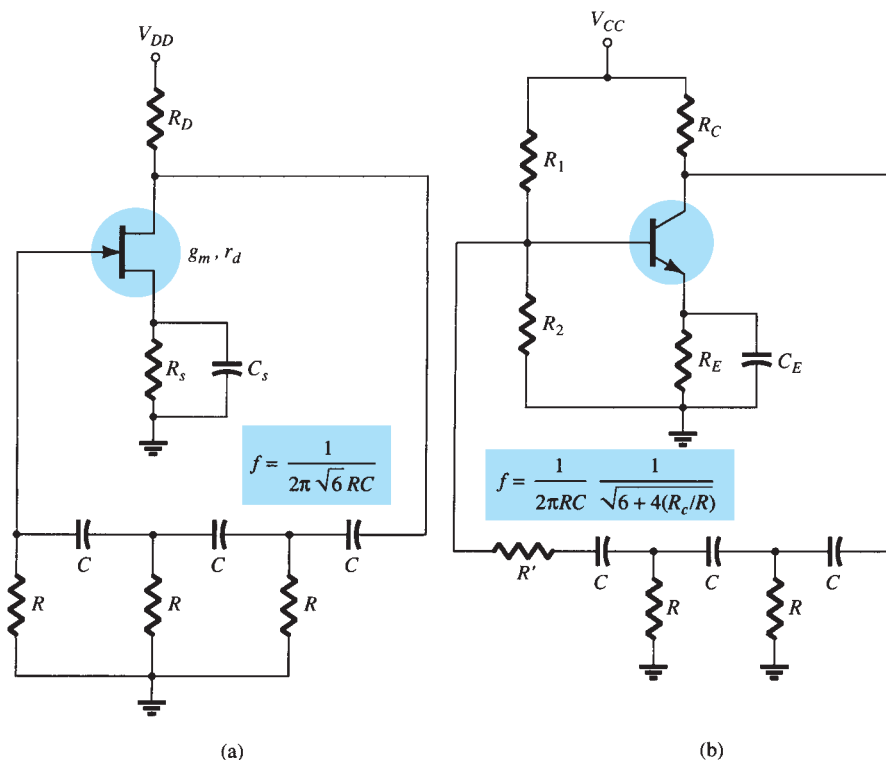 V_DD
R_D
g_m, r_d
R_s
C_s
f = 1/(2π√6 RC)
C
C
C
R
R
R
(a)
V_CC
R_C
R_1
R_2
R_E
C_E
f = 1/(2πRC) 1/√(6 + 4(R_c/R))
R'
C
C
C
R
R
(b)